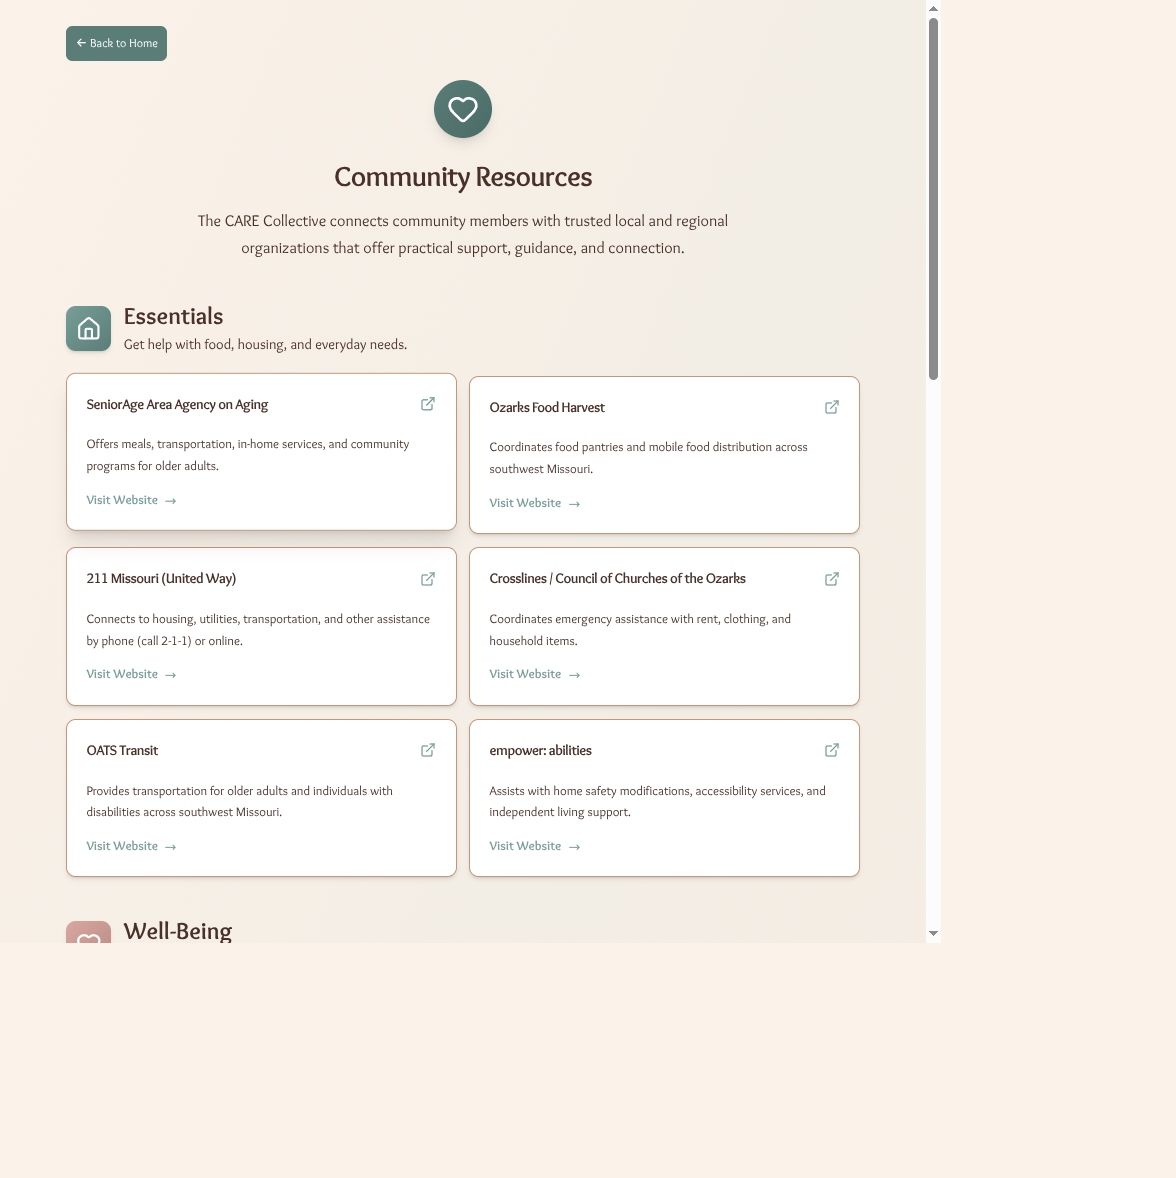 ← Back to Home
Community Resources
The CARE Collective connects community members with trusted local and regional
organizations that offer practical support, guidance, and connection.
Essentials
Get help with food, housing, and everyday needs.
SeniorAge Area Agency on Aging
Offers meals, transportation, in-home services, and community
programs for older adults.
Visit Website →
Ozarks Food Harvest
Coordinates food pantries and mobile food distribution across
southwest Missouri.
Visit Website →
211 Missouri (United Way)
Connects to housing, utilities, transportation, and other assistance
by phone (call 2-1-1) or online.
Visit Website →
Crosslines / Council of Churches of the Ozarks
Coordinates emergency assistance with rent, clothing, and
household items.
Visit Website →
OATS Transit
Provides transportation for older adults and individuals with
disabilities across southwest Missouri.
Visit Website →
empower: abilities
Assists with home safety modifications, accessibility services, and
independent living support.
Visit Website →
Well-Being